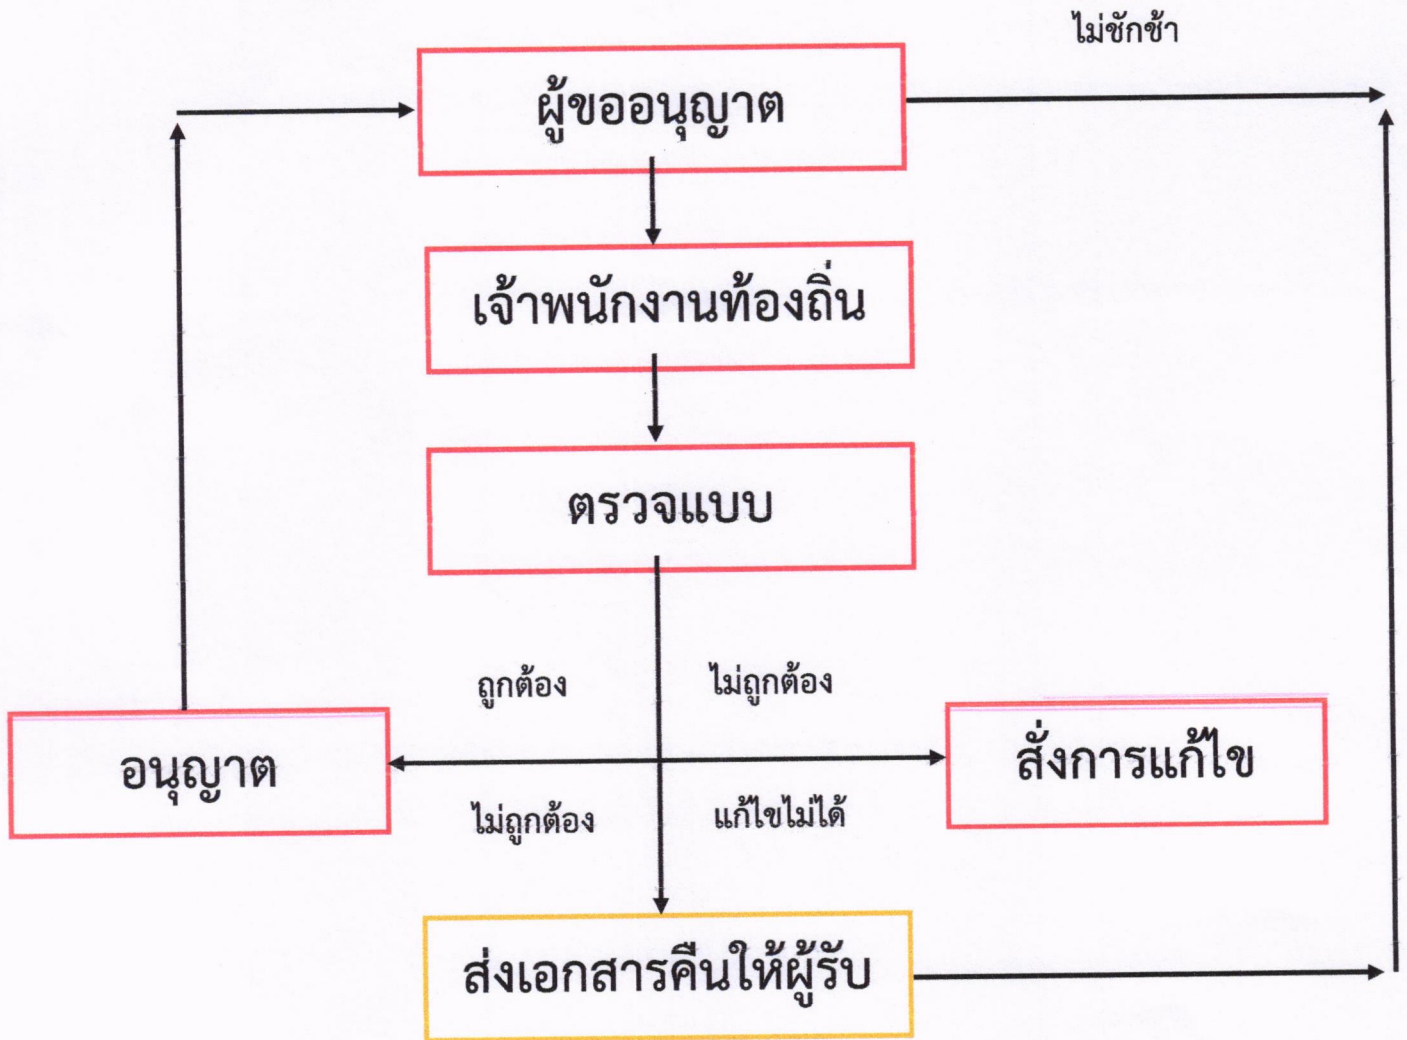 ไม่ชักช้า
ผู้ขออนุญาต
เจ้าพนักงานท้องถิ่น
ตรวจแบบ
ถูกต้อง
ไม่ถูกต้อง
อนุญาต
สั่งการแก้ไข
ไม่ถูกต้อง
แก้ไขไม่ได้
ส่งเอกสารคืนให้ผู้รับ